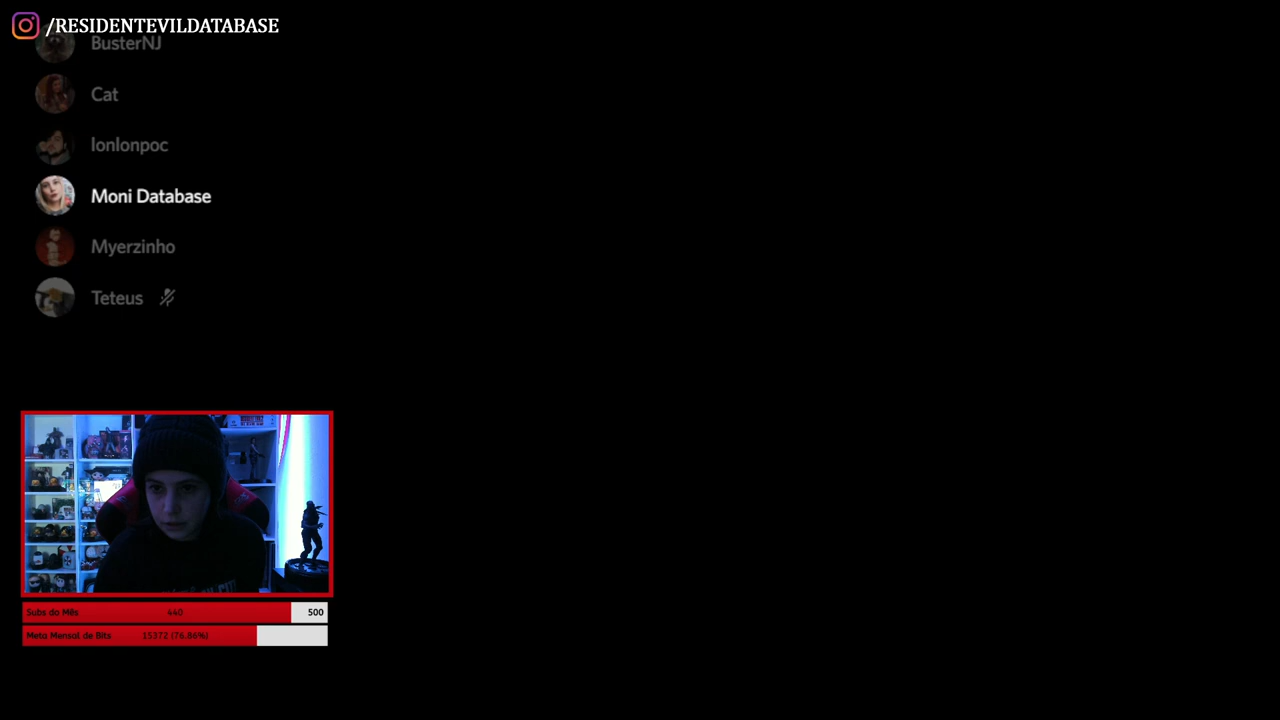 /RESIDENTEVILDATABASE
BusterNJ
Cat
lonlonpoc
Moni Database
Myerzinho
Teteus
Subs do Mês 440 500
Meta Mensal de Bits 15372 (76.86%)